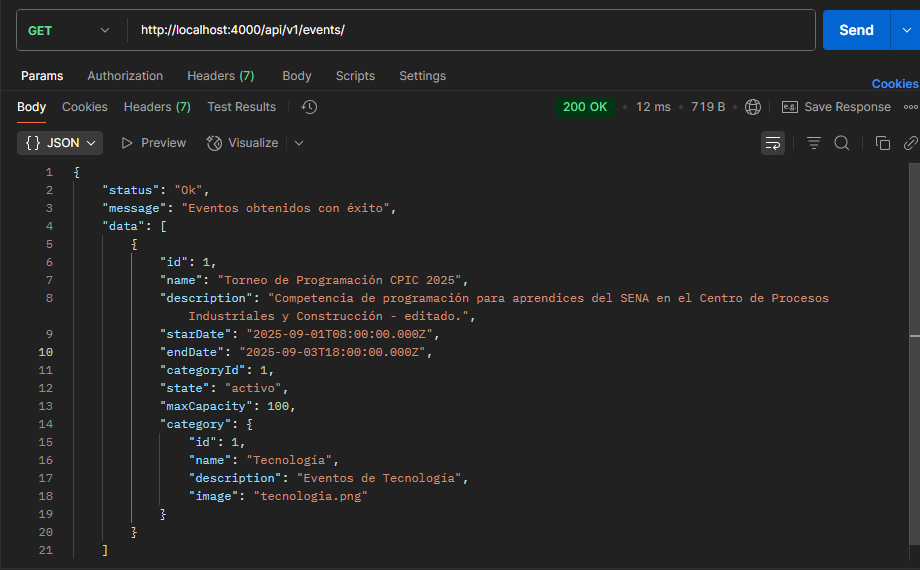 GET http://localhost:4000/api/v1/events/ Send
Params Authorization Headers (7) Body Scripts Settings
Cookies
Body Cookies Headers (7) Test Results 200 OK • 12 ms • 719 B • e.g. Save Response
{} JSON Preview Visualize
1 {
2 "status": "Ok",
3 "message": "Eventos obtenidos con éxito",
4 "data": [
5 {
6 "id": 1,
7 "name": "Torneo de Programación CPIC 2025",
8 "description": "Competencia de programación para aprendices del SENA en el Centro de Procesos
Industriales y Construcción - editado.",
9 "starDate": "2025-09-01T08:00:00.000Z",
10 "endDate": "2025-09-03T18:00:00.000Z",
11 "categoryId": 1,
12 "state": "activo",
13 "maxCapacity": 100,
14 "category": {
15 "id": 1,
16 "name": "Tecnología",
17 "description": "Eventos de Tecnología",
18 "image": "tecnologia.png"
19 }
20 }
21 ]